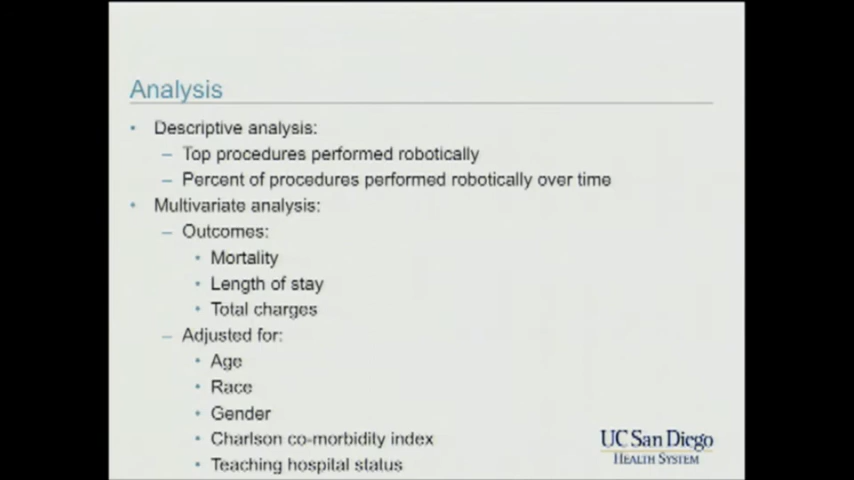 Analysis
• Descriptive analysis:
– Top procedures performed robotically
– Percent of procedures performed robotically over time
• Multivariate analysis:
– Outcomes:
• Mortality
• Length of stay
• Total charges
– Adjusted for:
• Age
• Race
• Gender
• Charlson co-morbidity index
• Teaching hospital status
UC San Diego
HEALTH SYSTEM